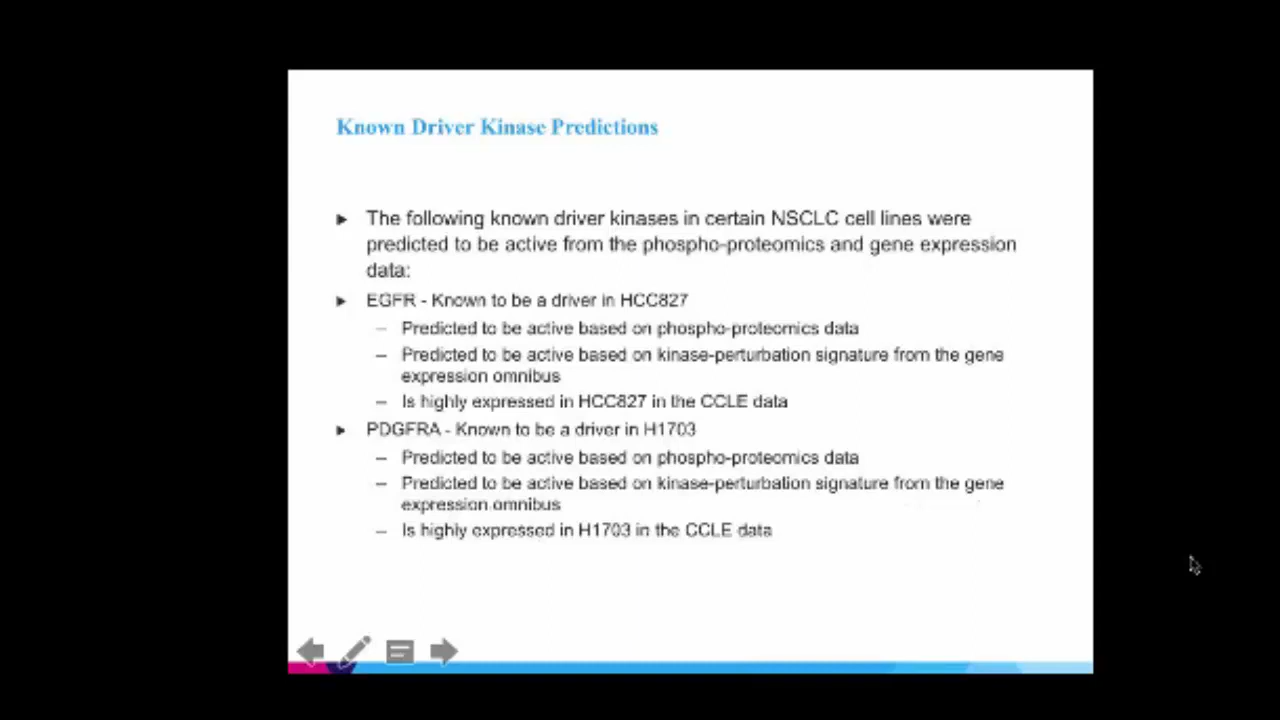 Known Driver Kinase Predictions
► The following known driver kinases in certain NSCLC cell lines were
predicted to be active from the phospho-proteomics and gene expression
data:
► EGFR - Known to be a driver in HCC827
– Predicted to be active based on phospho-proteomics data
– Predicted to be active based on kinase-perturbation signature from the gene
expression omnibus
– Is highly expressed in HCC827 in the CCLE data
► PDGFRA - Known to be a driver in H1703
– Predicted to be active based on phospho-proteomics data
– Predicted to be active based on kinase-perturbation signature from the gene
expression omnibus
– Is highly expressed in H1703 in the CCLE data